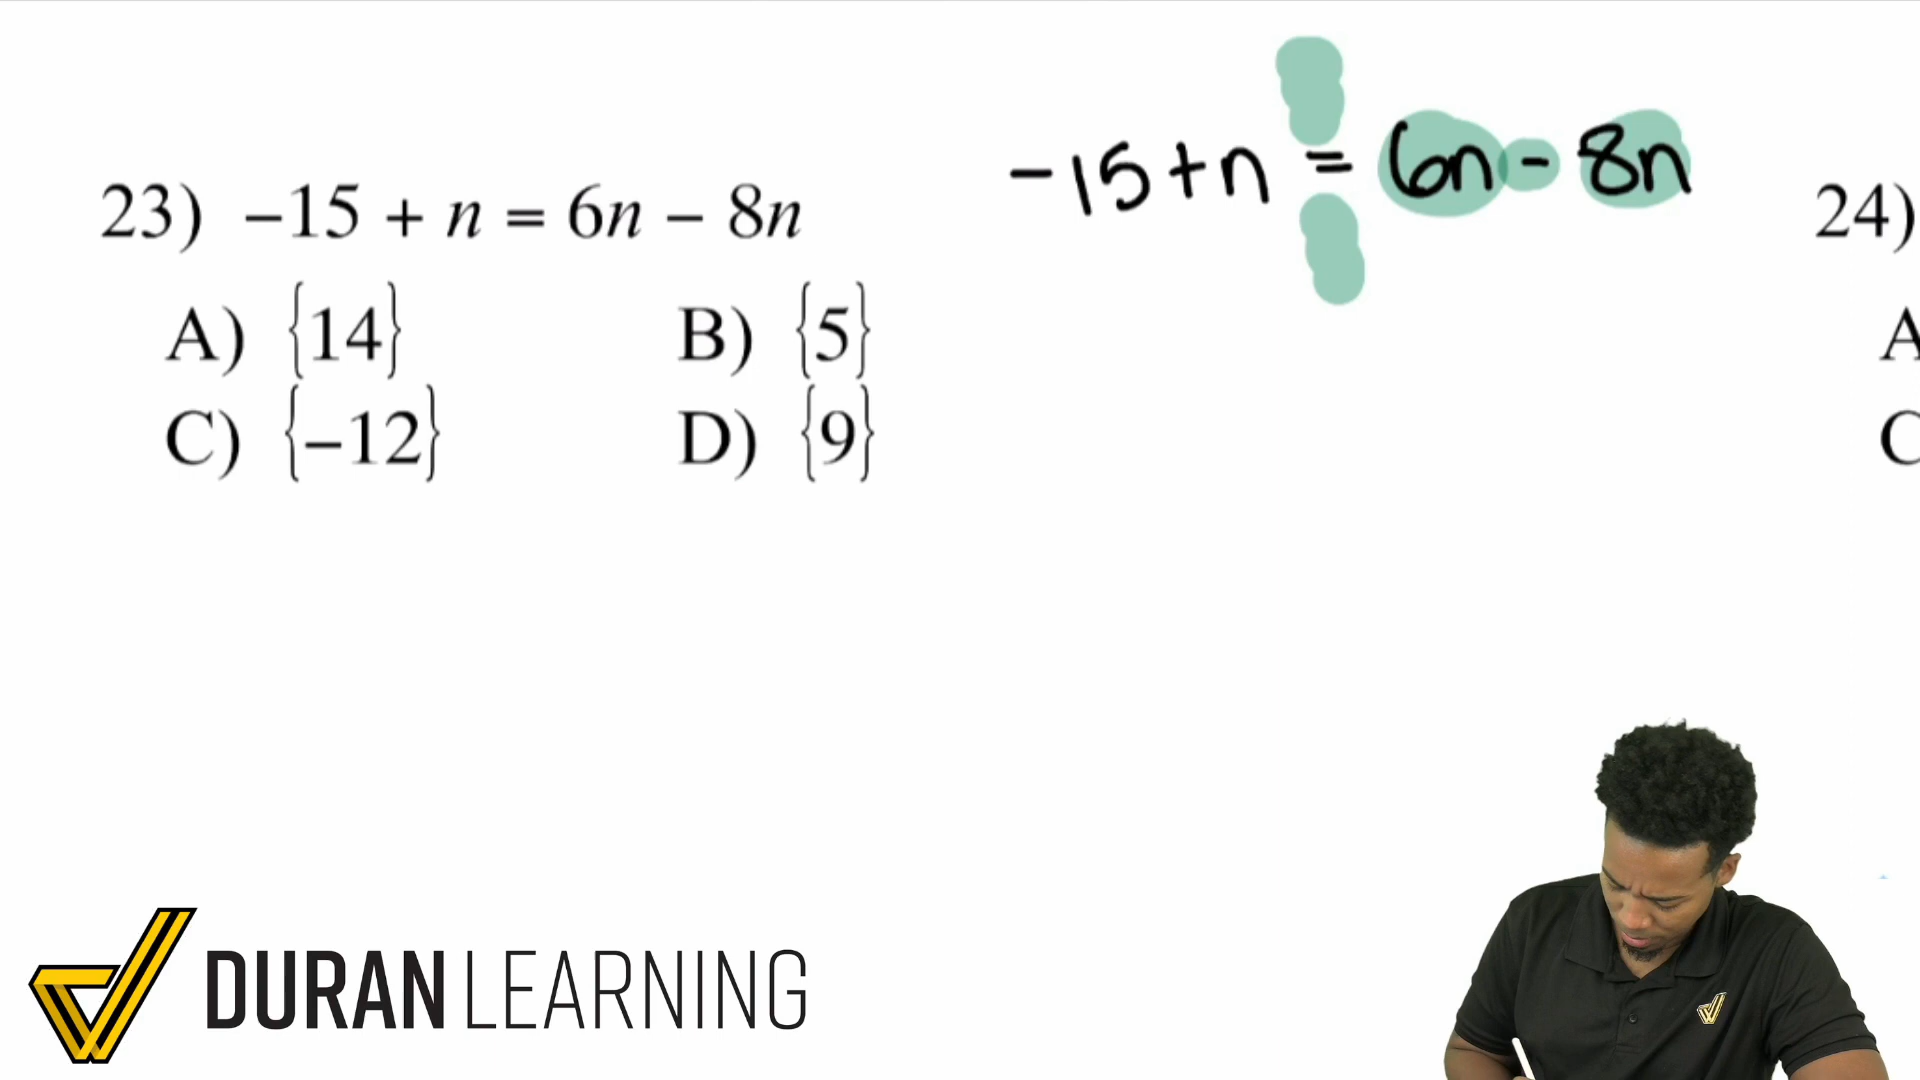 -15+n = 6n - 8n
23) −15 + n = 6n − 8n
24)
A) {14}
B) {5}
A
C) {−12}
D) {9}
C
DURAN LEARNING